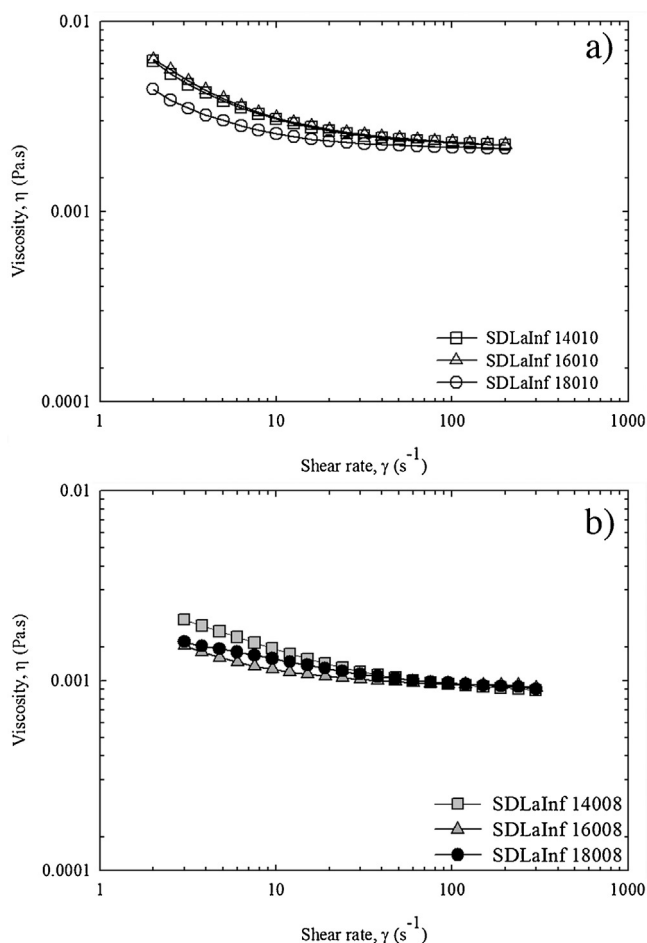 a)
0.01
0.001
0.0001
Viscosity, η (Pa.s)
SDLaInf 14010
SDLaInf 16010
SDLaInf 18010
1 10 100 1000
Shear rate, γ (s-1)
b)
0.01
0.001
0.0001
Viscosity, η (Pa.s)
SDLaInf 14008
SDLaInf 16008
SDLaInf 18008
1 10 100 1000
Shear rate, γ (s-1)